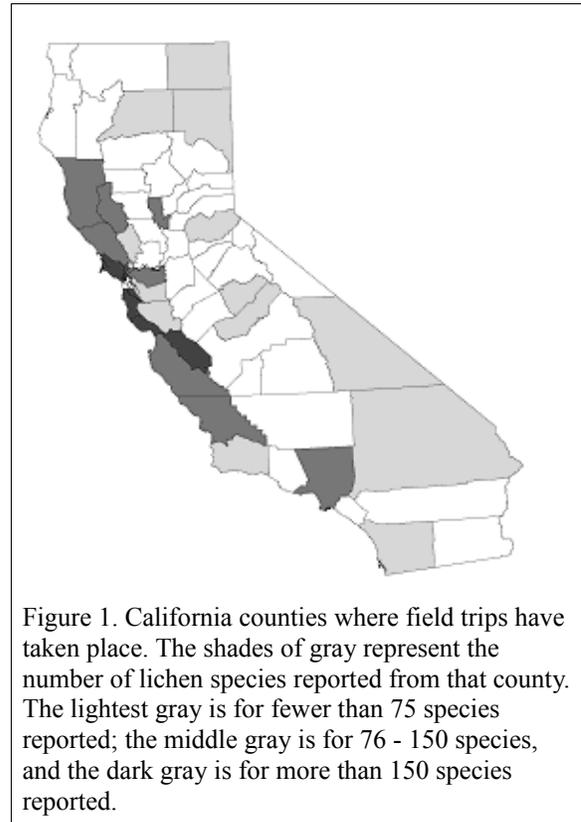 Figure 1. California counties where field trips have
taken place. The shades of gray represent the
number of lichen species reported from that county.
The lightest gray is for fewer than 75 species
reported; the middle gray is for 76 - 150 species,
and the dark gray is for more than 150 species
reported.